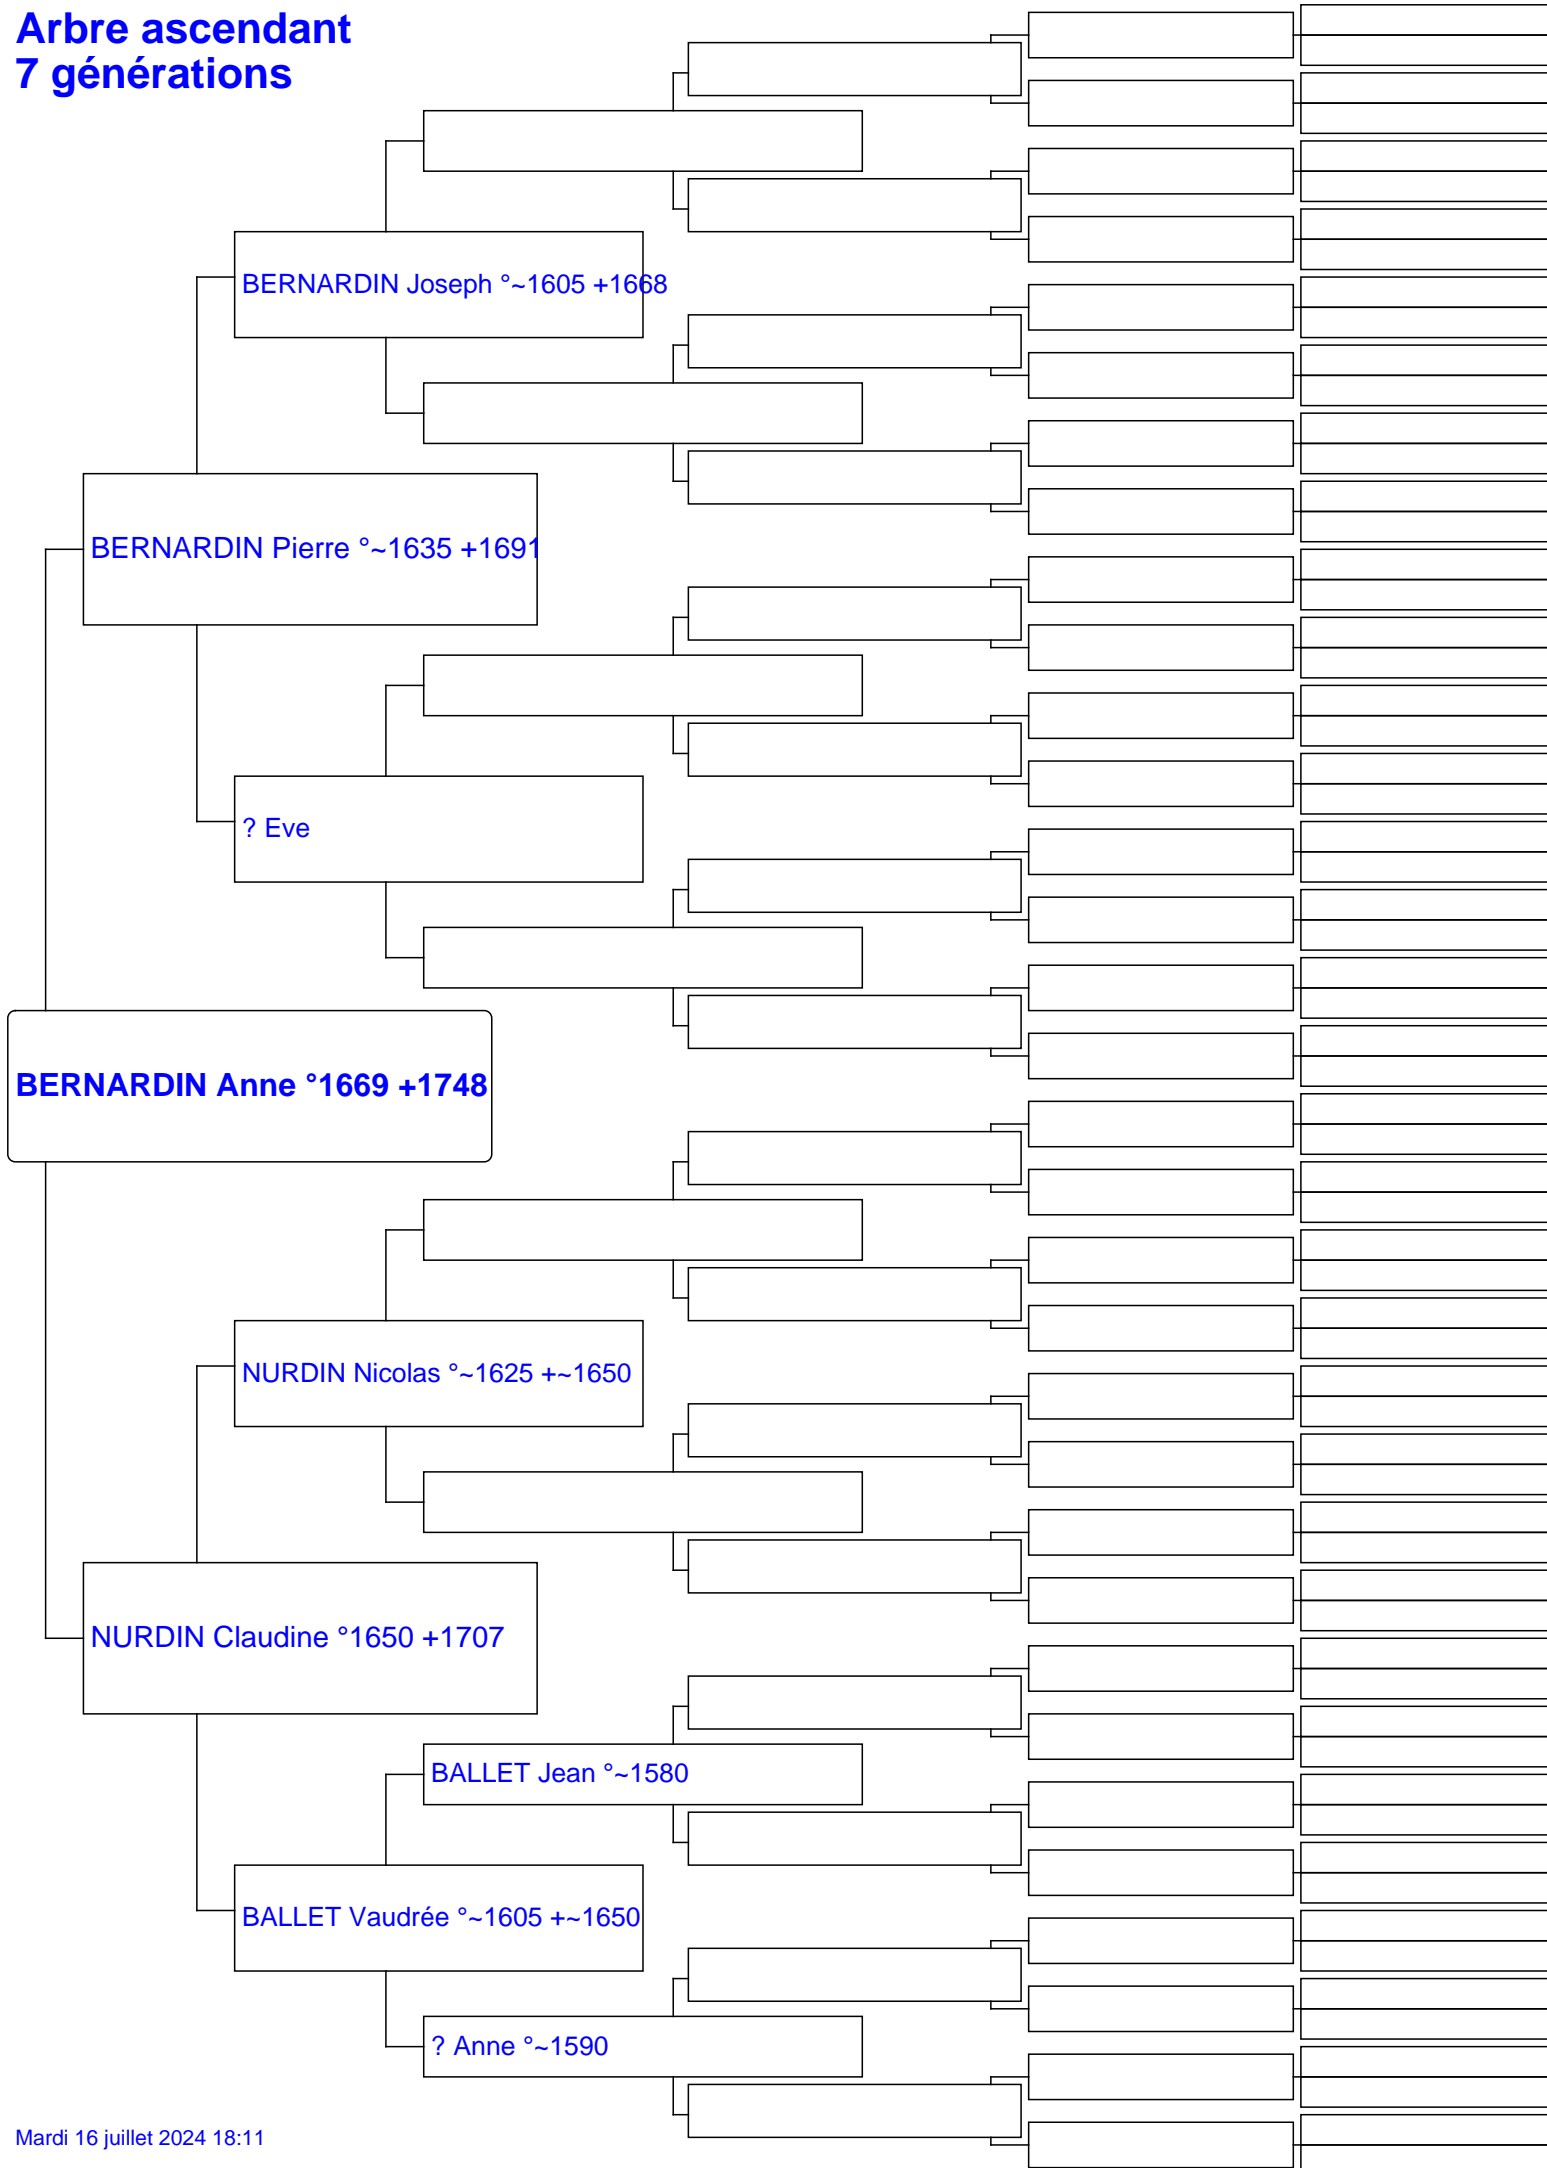 Arbre ascendant
7 générations
BERNARDIN Joseph °~1605 +1668
BERNARDIN Pierre °~1635 +1691
? Eve
BERNARDIN Anne °1669 +1748
NURDIN Nicolas °~1625 +~1650
NURDIN Claudine °1650 +1707
BALLET Jean °~1580
BALLET Vaudrée °~1605 +~1650
? Anne °~1590
Mardi 16 juillet 2024 18:11